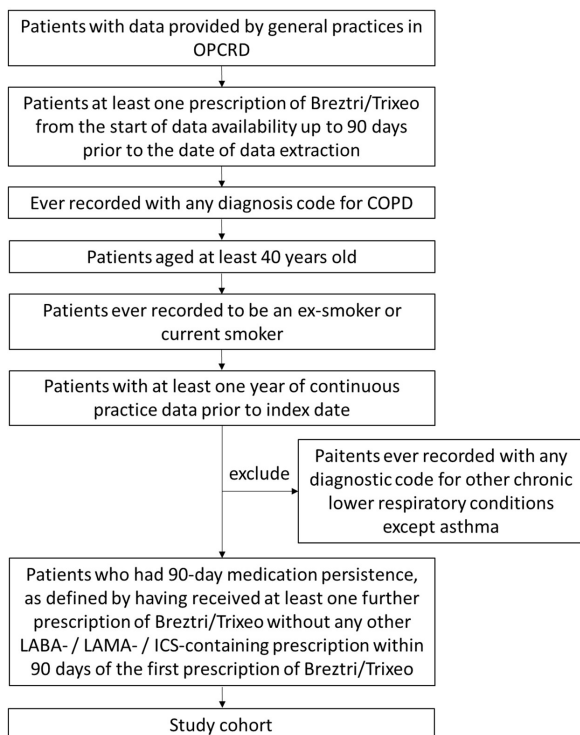 Patients with data provided by general practices in
OPCRD
Patients at least one prescription of Breztri/Trixeo
from the start of data availability up to 90 days
prior to the date of data extraction
Ever recorded with any diagnosis code for COPD
Patients aged at least 40 years old
Patients ever recorded to be an ex-smoker or
current smoker
Patients with at least one year of continuous
practice data prior to index date
exclude
Paitents ever recorded with any
diagnostic code for other chronic
lower respiratory conditions
except asthma
Patients who had 90-day medication persistence,
as defined by having received at least one further
prescription of Breztri/Trixeo without any other
LABA- / LAMA- / ICS-containing prescription within
90 days of the first prescription of Breztri/Trixeo
Study cohort